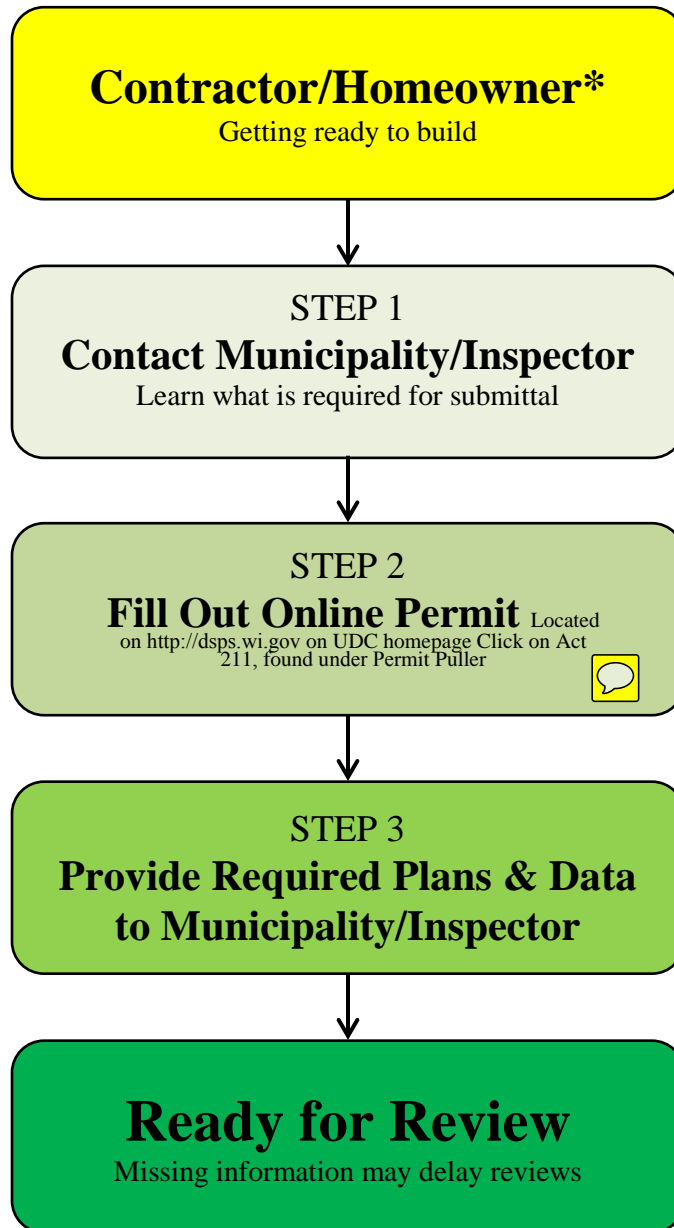 Contractor/Homeowner*
Getting ready to build
STEP 1
Contact Municipality/Inspector
Learn what is required for submittal
STEP 2
Fill Out Online Permit Located
on http://dsps.wi.gov on UDC homepage Click on Act
211, found under Permit Puller
STEP 3
Provide Required Plans & Data
to Municipality/Inspector
Ready for Review
Missing information may delay reviews